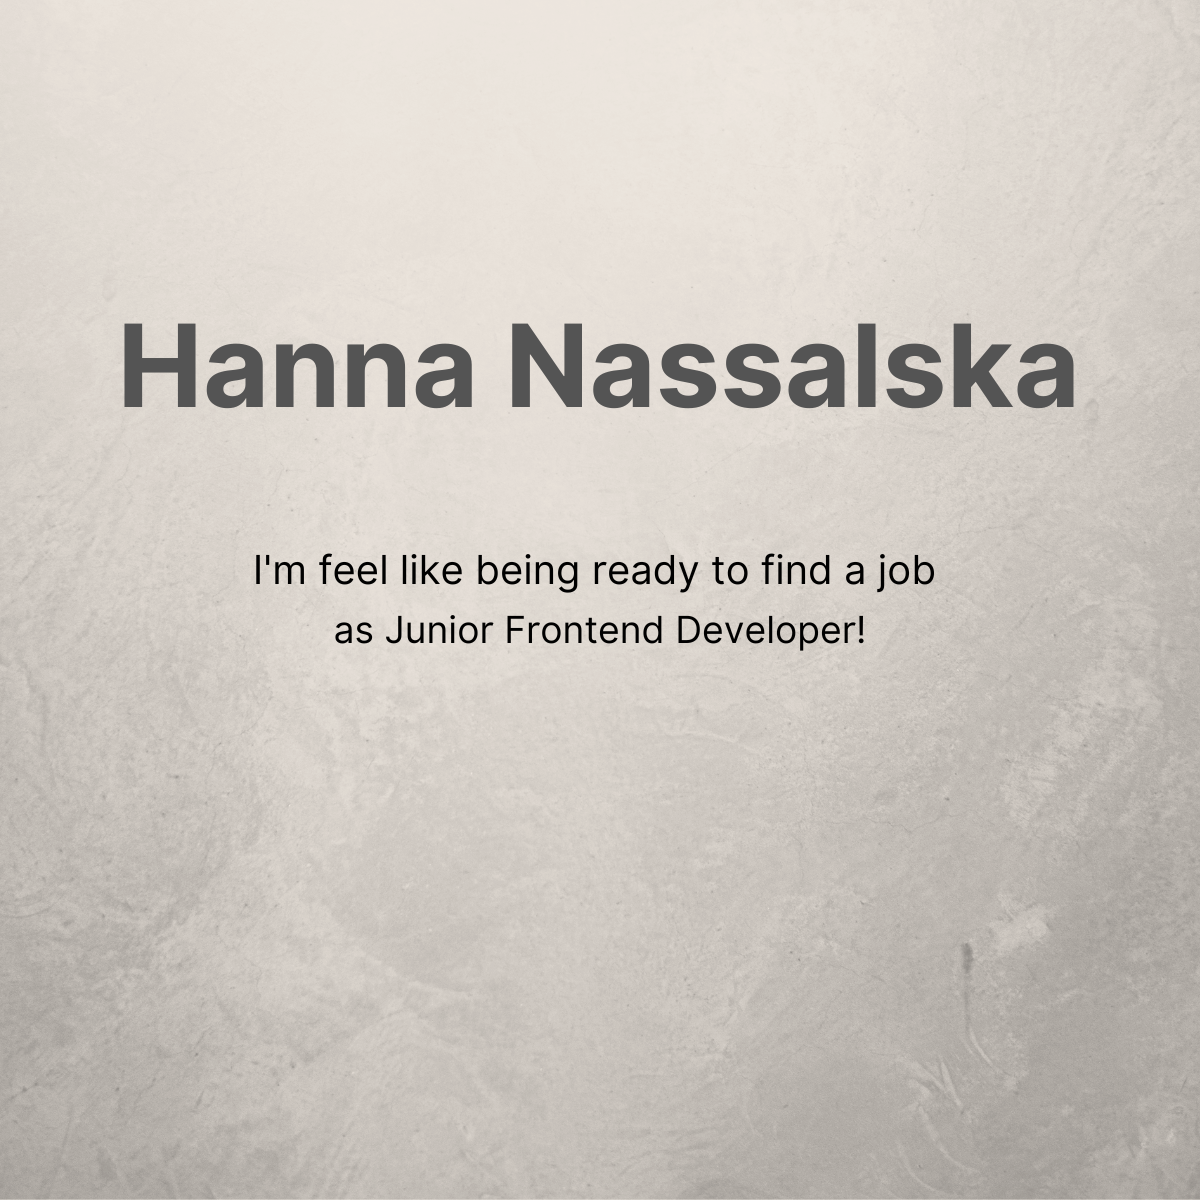 Hanna Nassalska
I'm feel like being ready to find a job
as Junior Frontend Developer!